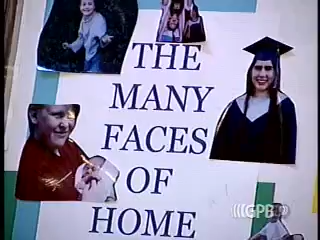 THE
MANY
FACES
OF
HOME
GPB